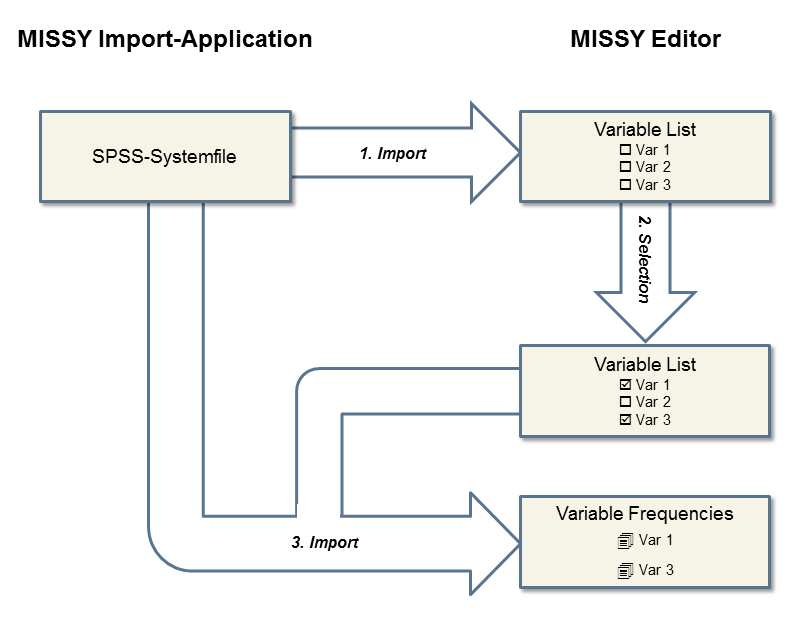 MISSY Import-Application
MISSY Editor
SPSS-Systemfile
1. Import
Variable List
☐ Var 1
☐ Var 2
☐ Var 3
2. Selection
Variable List
☑ Var 1
☐ Var 2
☑ Var 3
3. Import
Variable Frequencies
Var 1
Var 3